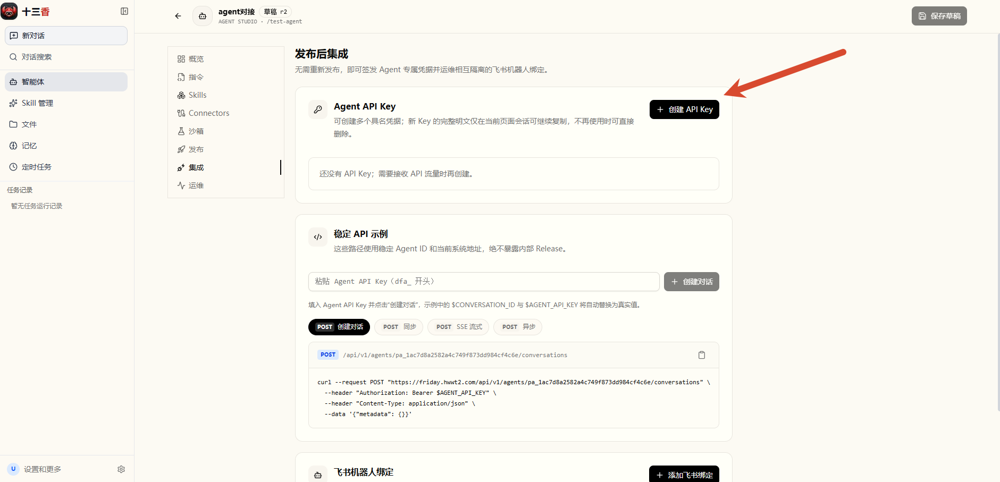 十三香
新对话
对话搜索
智能体
Skill 管理
文件
记忆
定时任务
任务记录
暂无任务运行记录
U 设置和更多
agent对接 草稿 r2
AGENT STUDIO · /test-agent
保存草稿
概览
指令
Skills
Connectors
沙箱
发布
集成
运维
发布后集成
无需重新发布，即可签发 Agent 专属凭据并运维相互隔离的飞书机器人绑定。
Agent API Key
可创建多个具名凭据；新 Key 的完整明文仅在当前页面会话可继续复制，不再使用时可直接
删除。
创建 API Key
还没有 API Key；需要接收 API 流量时再创建。
稳定 API 示例
这些路径使用稳定 Agent ID 和当前系统地址，绝不暴露内部 Release。
粘贴 Agent API Key（dfa_ 开头）
创建对话
填入 Agent API Key 并点击“创建对话”，示例中的 $CONVERSATION_ID 与 $AGENT_API_KEY 将自动替换为真实值。
POST 创建对话 POST 同步 POST SSE 流式 POST 异步
POST /api/v1/agents/pa_1ac7d8a2582a4c749f873dd984cf4c6e/conversations
curl --request POST "https://friday.hwwt2.com/api/v1/agents/pa_1ac7d8a2582a4c749f873dd984cf4c6e/conversations" \
--header "Authorization: Bearer $AGENT_API_KEY" \
--header "Content-Type: application/json" \
--data '{"metadata": {}}'
飞书机器人绑定
添加飞书绑定